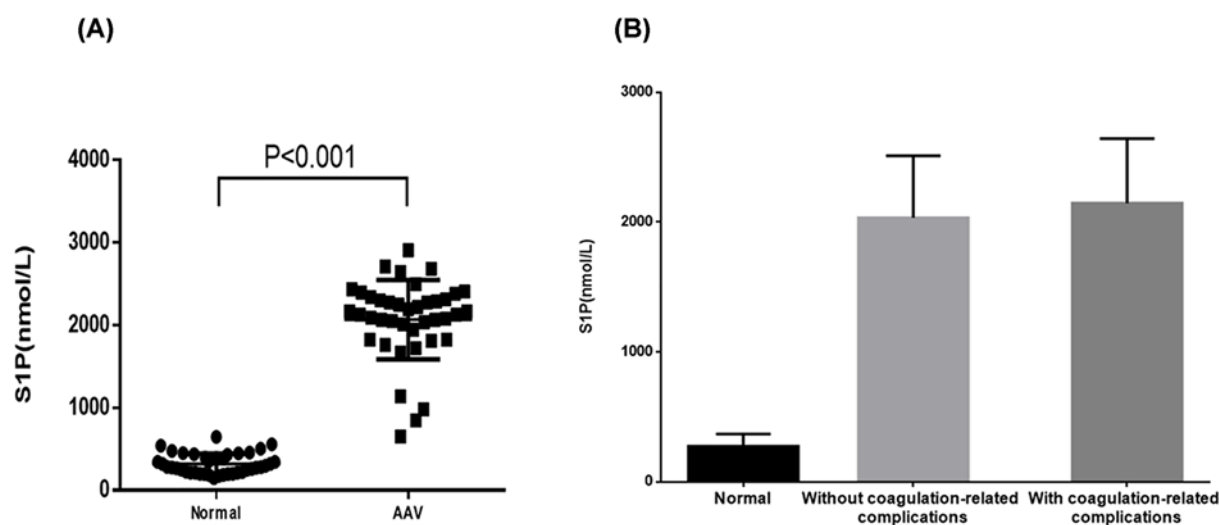 (A)
P<0.001
4000
3000
2000
1000
0
S1P(nmol/L)
Normal
AAV
(B)
3000
2000
1000
0
S1P(nmol/L)
Normal
Without coagulation-related
complications
With coagulation-related
complications